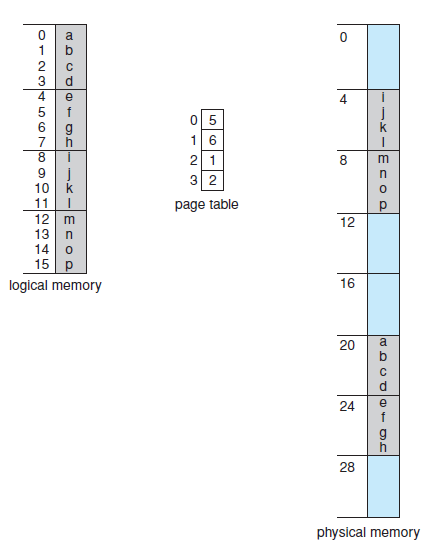 0 a
1 b
2 c
3 d
4 e
5 f
6 g
7 h
8 i
9 j
10 k
11 l
12 m
13 n
14 o
15 p
logical memory
0 5
1 6
2 1
3 2
page table
0
4 i
j
k
l
8 m
n
o
p
12
16
20 a
b
c
d
24 e
f
g
h
28
physical memory